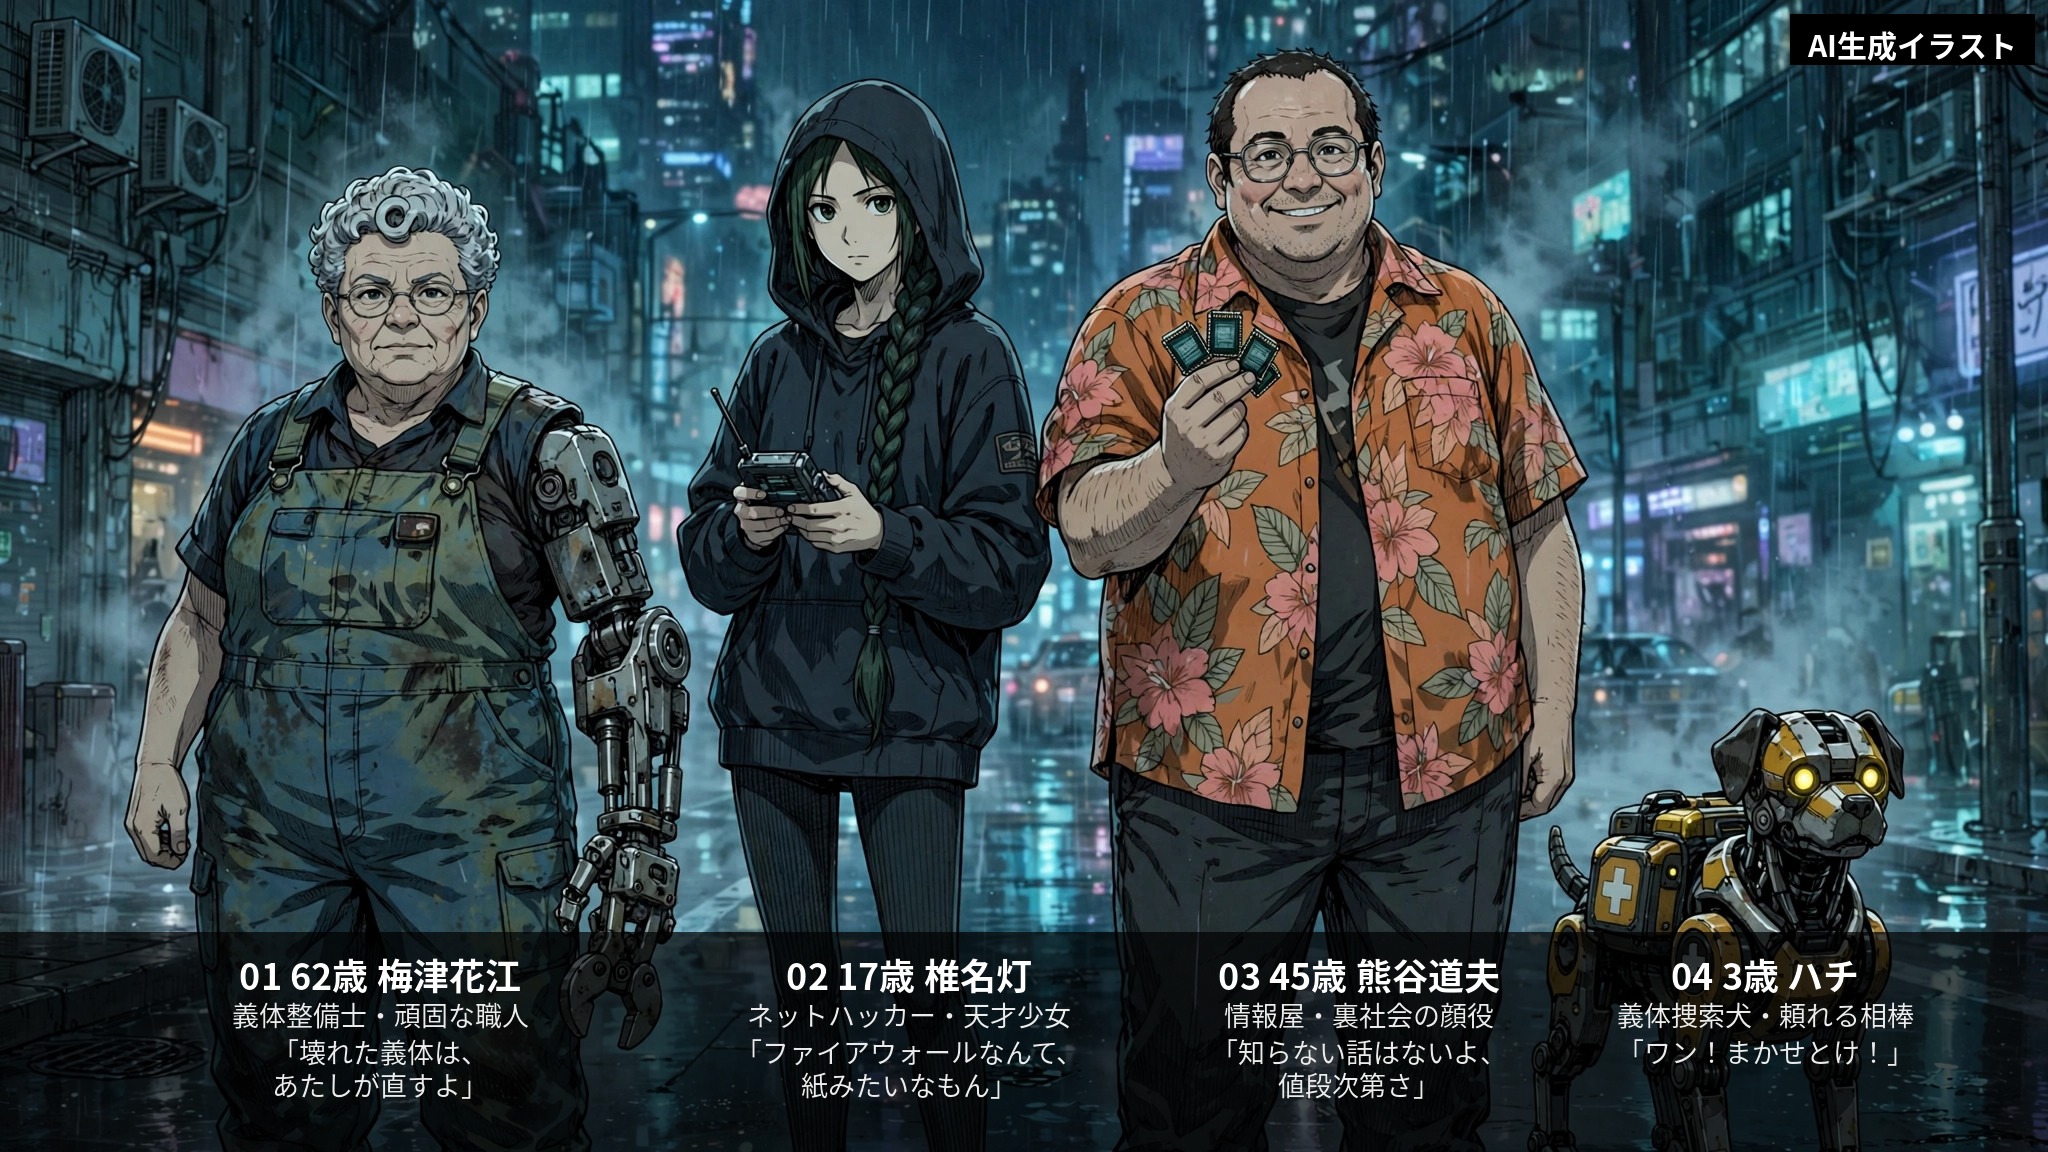 AI生成イラスト
01 62歳 梅津花江
義体整備士・頑固な職人
「壊れた義体は、
あたしが直すよ」
02 17歳 椎名灯
ネットハッカー・天才少女
「ファイアウォールなんて、
紙みたいなもん」
03 45歳 熊谷道夫
情報屋・裏社会の顔役
「知らない話はないよ、
値段次第さ」
04 3歳 ハチ
義体捜索犬・頼れる相棒
「ワン！まかせとけ！」